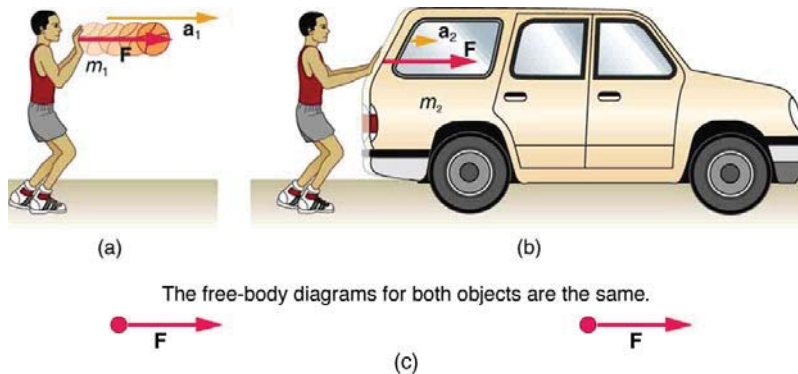 a₁
F
m₁
a₂
F
m₂
(a)
(b)
The free-body diagrams for both objects are the same.
F
F
(c)